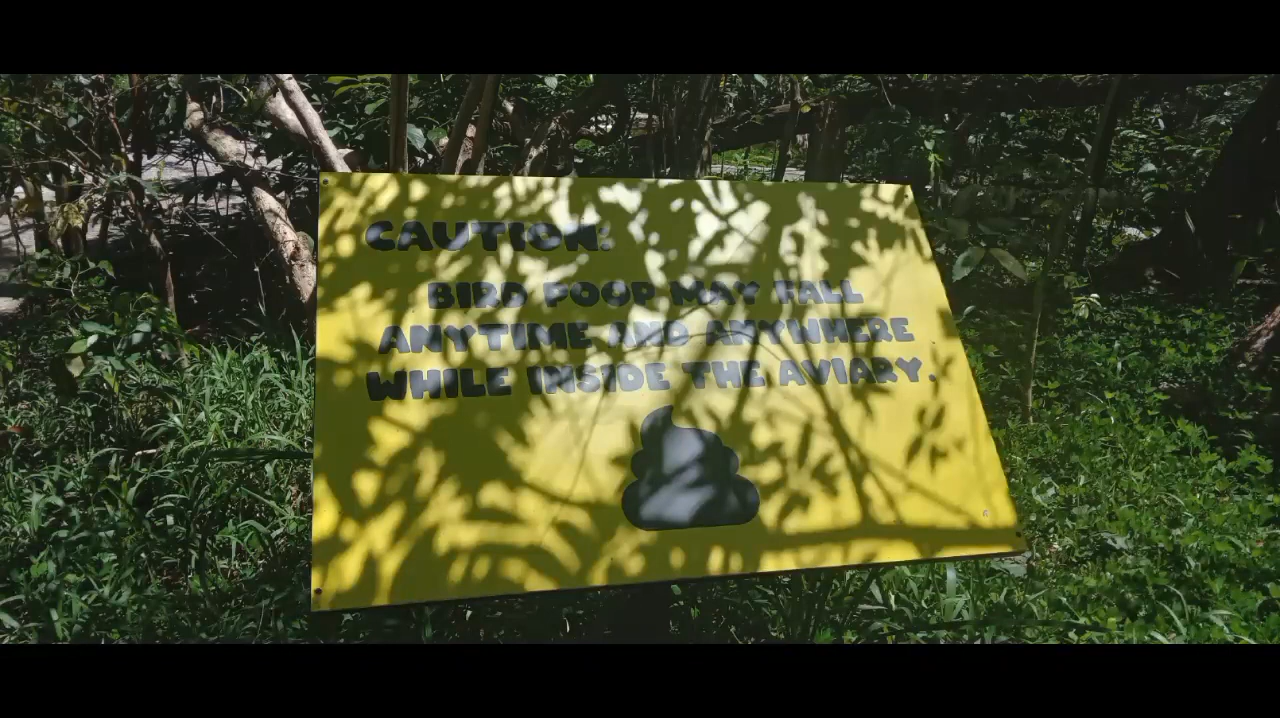 CAUTION:
BIRD POOP MAY FALL
ANYTIME AND ANYWHERE
WHILE INSIDE THE AVIARY.